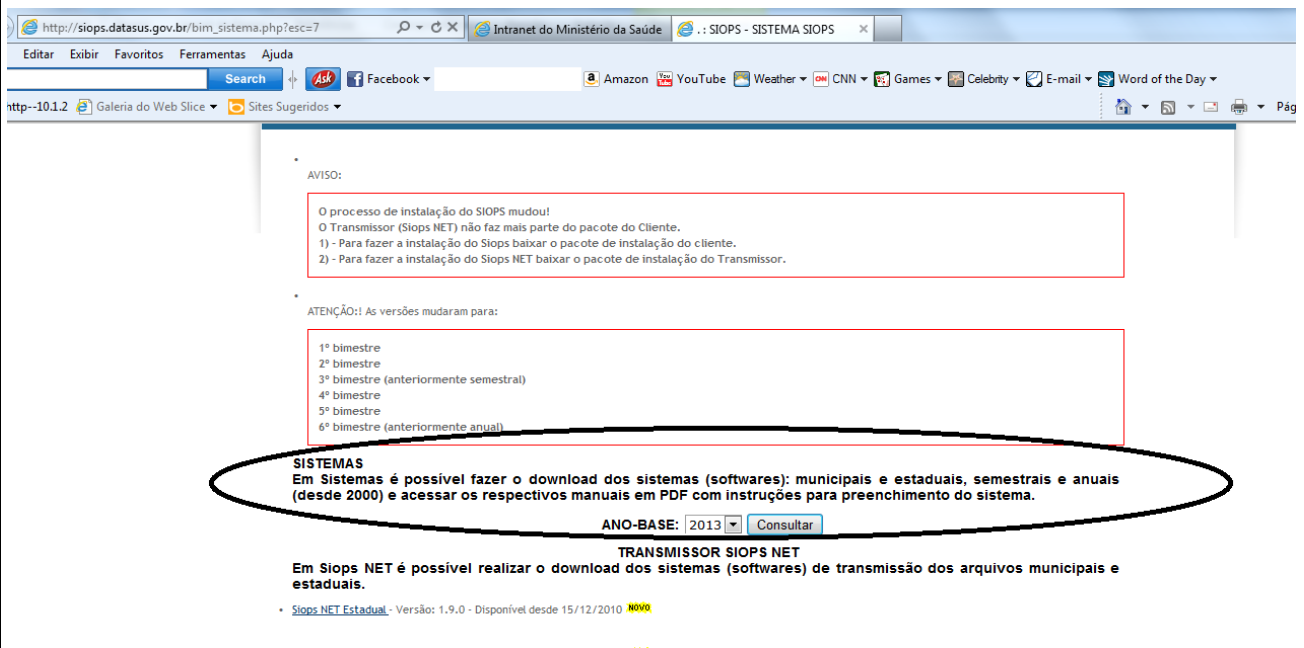 http://siops.datasus.gov.br/bim_sistema.php?esc=7 Intranet do Ministério da Saúde . : SIOPS - SISTEMA SIOPS
Editar Exibir Favoritos Ferramentas Ajuda
Search Ask Facebook Amazon YouTube Weather CNN Games Celebrity E-mail Word of the Day
http--10.1.2 Galeria do Web Slice Sites Sugeridos Pág
AVISO:
O processo de instalação do SIOPS mudou!
O Transmissor (Siops NET) não faz mais parte do pacote do Cliente.
1) - Para fazer a instalação do Siops baixar o pacote de instalação do cliente.
2) - Para fazer a instalação do Siops NET baixar o pacote de instalação do Transmissor.
ATENÇÃO:! As versões mudaram para:
1º bimestre
2º bimestre
3º bimestre (anteriormente semestral)
4º bimestre
5º bimestre
6º bimestre (anteriormente anual)
SISTEMAS
Em Sistemas é possível fazer o download dos sistemas (softwares): municipais e estaduais, semestrais e anuais
(desde 2000) e acessar os respectivos manuais em PDF com instruções para preenchimento do sistema.
ANO-BASE: 2013 Consultar
TRANSMISSOR SIOPS NET
Em Siops NET é possível realizar o download dos sistemas (softwares) de transmissão dos arquivos municipais e
estaduais.
Siops NET Estadual - Versão: 1.9.0 - Disponível desde 15/12/2010 NOVO